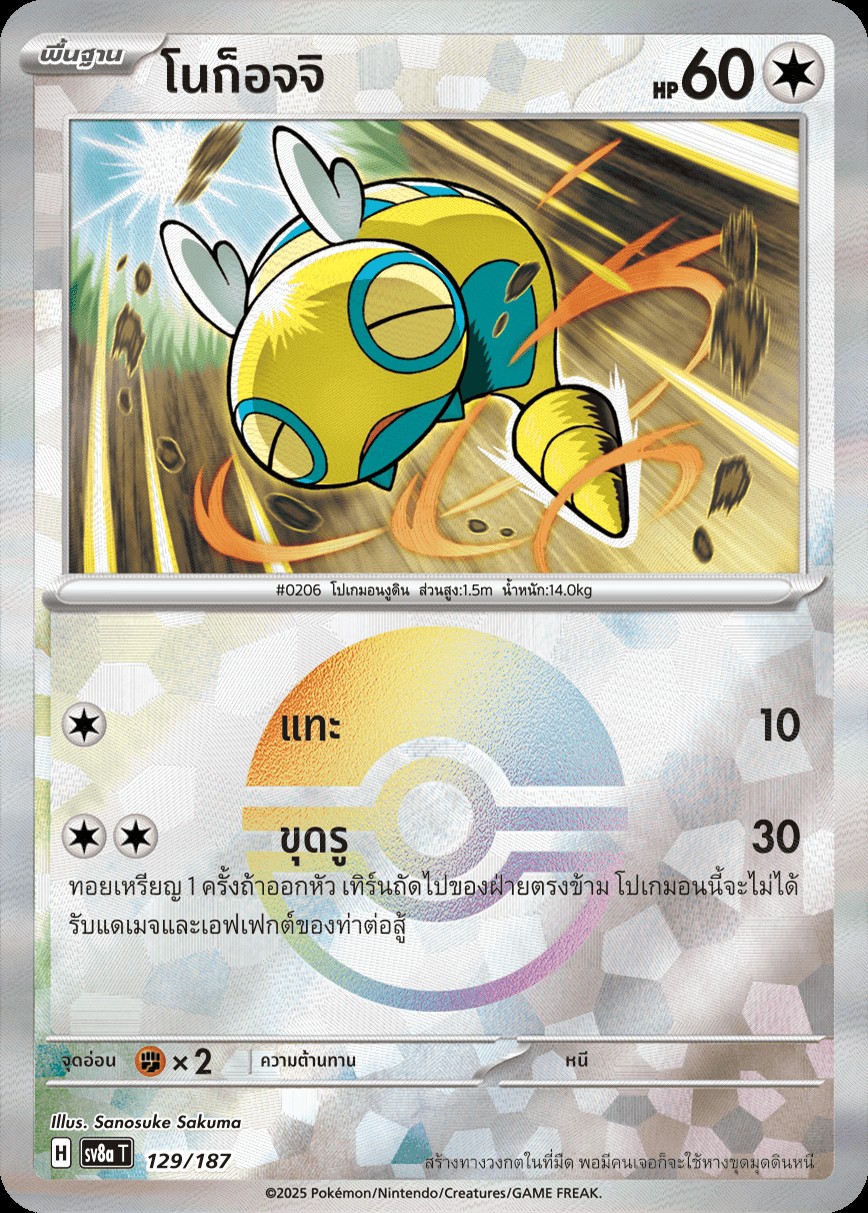 พื้นฐาน
โนก็อจจิ
HP60
#0206 โปเกมอนงูดิน ส่วนสูง:1.5m น้ำหนัก:14.0kg
แทะ 10
ขุดรู 30
ทอยเหรียญ 1 ครั้งถ้าออกหัว เทิร์นถัดไปของฝ่ายตรงข้าม โปเกมอนนี้จะไม่ได้
รับแดเมจและเอฟเฟกต์ของท่าต่อสู้
จุดอ่อน ×2 ความต้านทาน หนี
Illus. Sanosuke Sakuma
H sv8a T 129/187
สร้างทางวงกตในที่มืด พอมีคนเจอก็จะใช้หางขุดมุดดินหนี
©2025 Pokémon/Nintendo/Creatures/GAME FREAK.